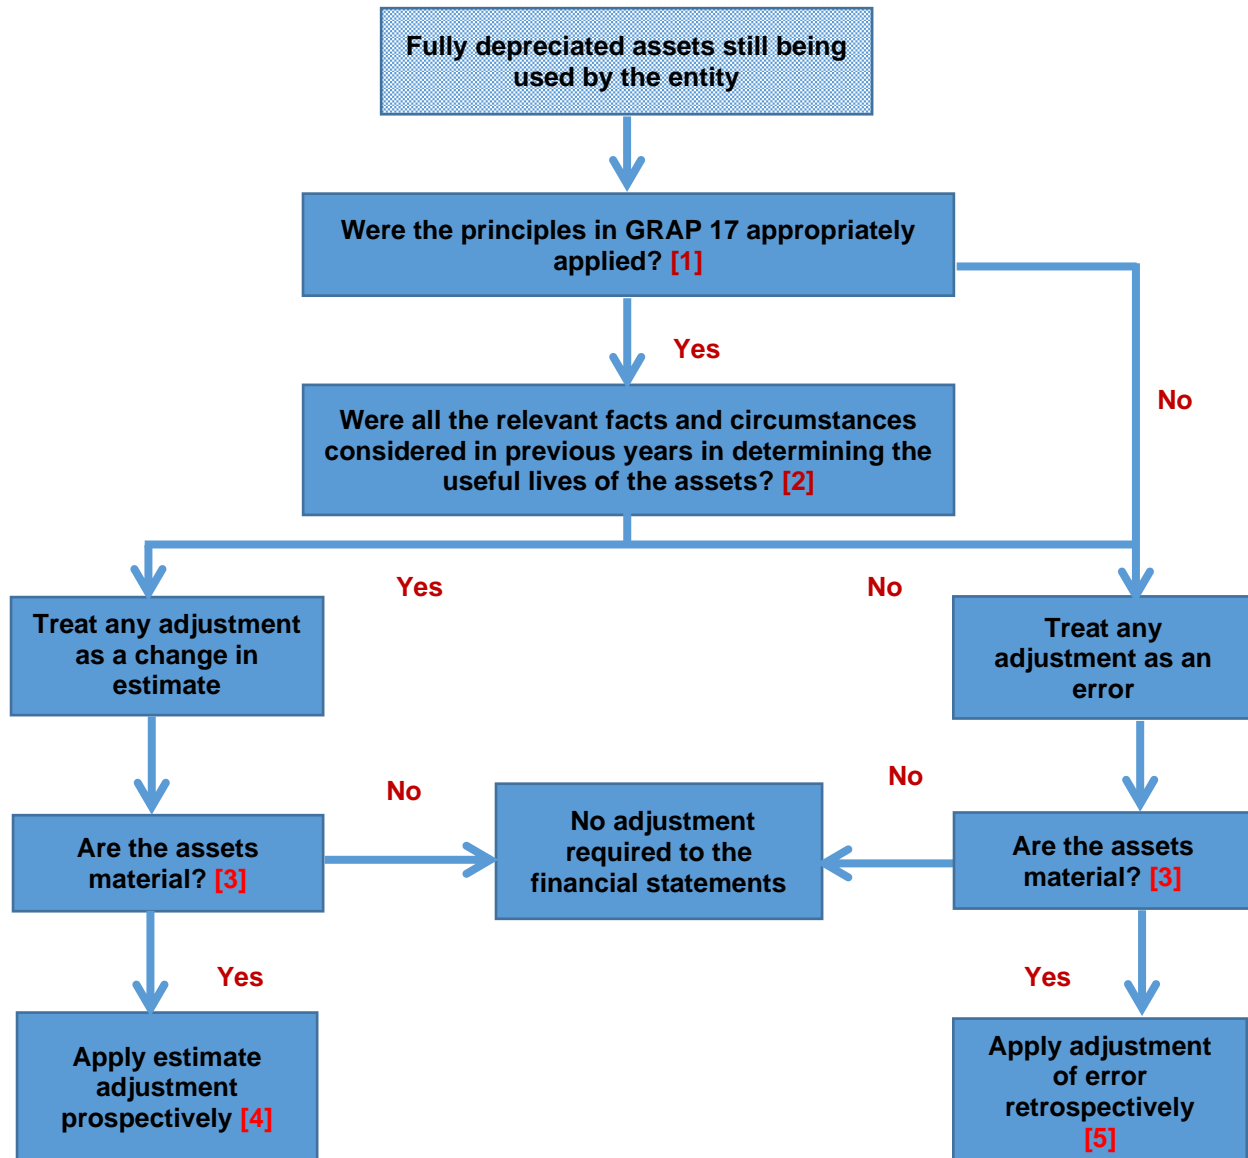 Fully depreciated assets still being
used by the entity
Were the principles in GRAP 17 appropriately
applied? [1]
Yes
No
Were all the relevant facts and circumstances
considered in previous years in determining the
useful lives of the assets? [2]
Yes
No
Treat any adjustment
as a change in
estimate
Treat any
adjustment as an
error
No
No
Are the assets
material? [3]
No adjustment
required to the
financial statements
Are the assets
material? [3]
Yes
Yes
Apply estimate
adjustment
prospectively [4]
Apply adjustment
of error
retrospectively
[5]